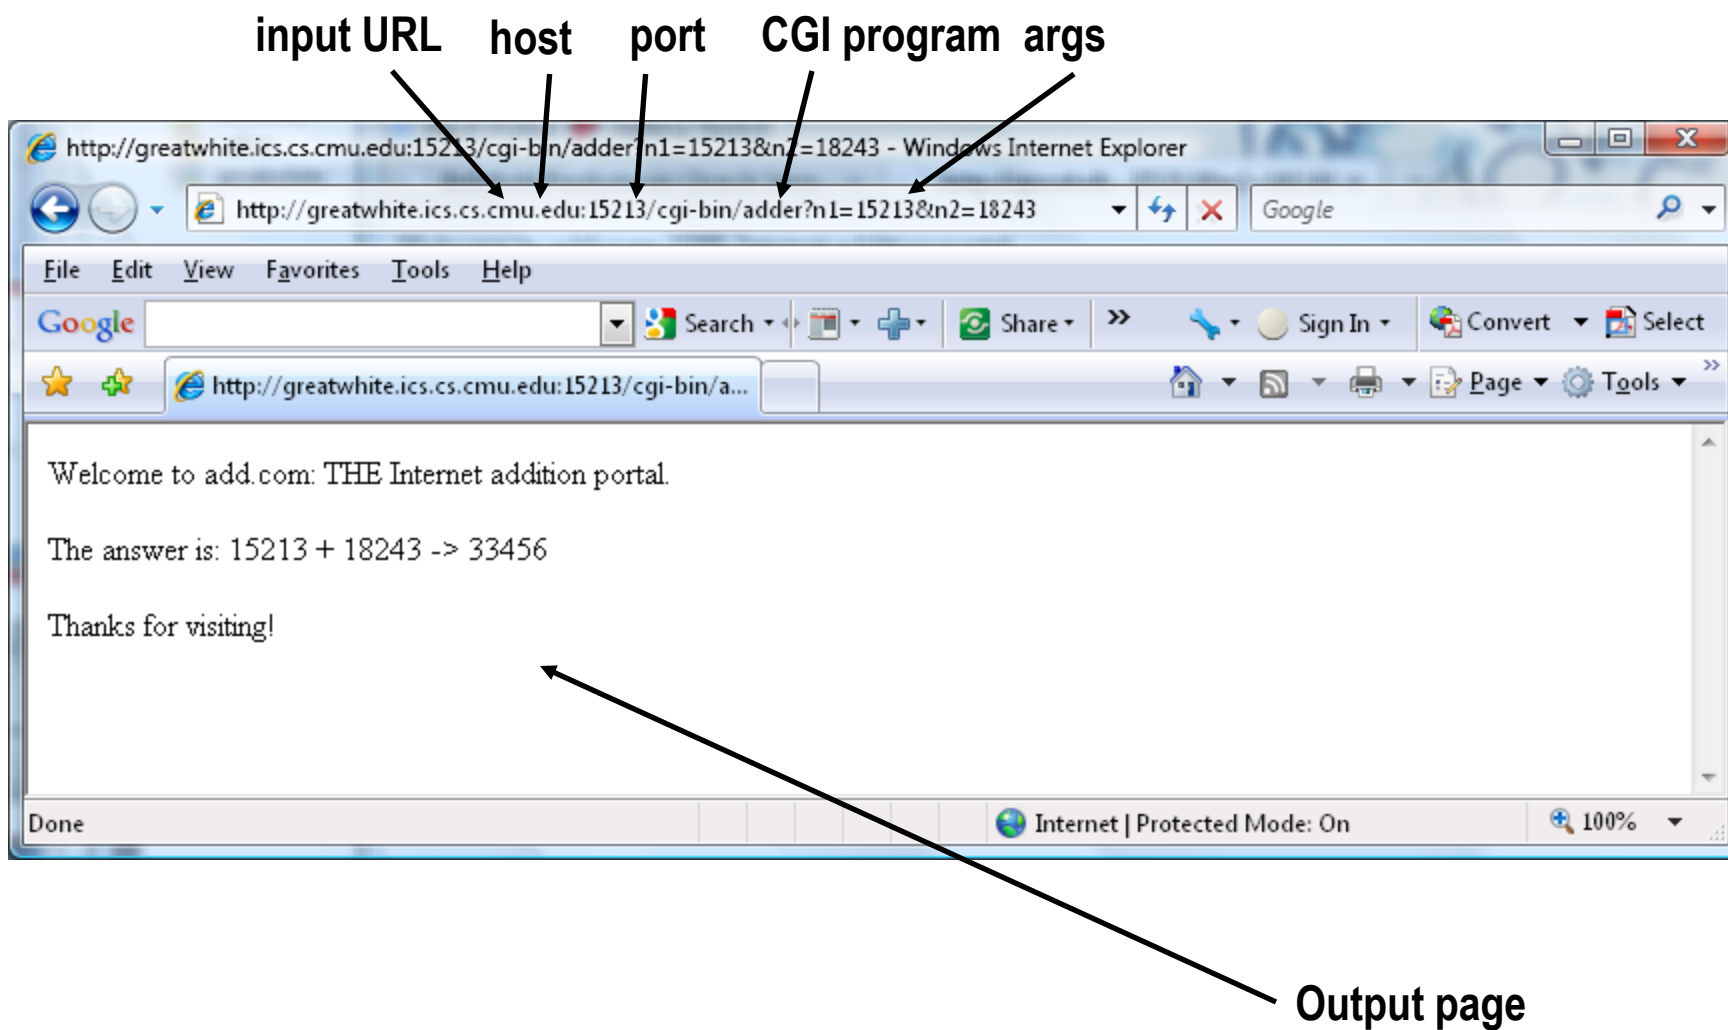 input URL host port CGI program args
http://greatwhite.ics.cs.cmu.edu:15213/cgi-bin/adder?n1=15213&n2=18243 - Windows Internet Explorer
http://greatwhite.ics.cs.cmu.edu:15213/cgi-bin/adder?n1=15213&n2=18243 Google
File Edit View Favorites Tools Help
Google Search Share Sign In Convert Select
http://greatwhite.ics.cs.cmu.edu:15213/cgi-bin/a... Page Tools
Welcome to add.com: THE Internet addition portal.
The answer is: 15213 + 18243 -> 33456
Thanks for visiting!
Done Internet | Protected Mode: On 100%
Output page